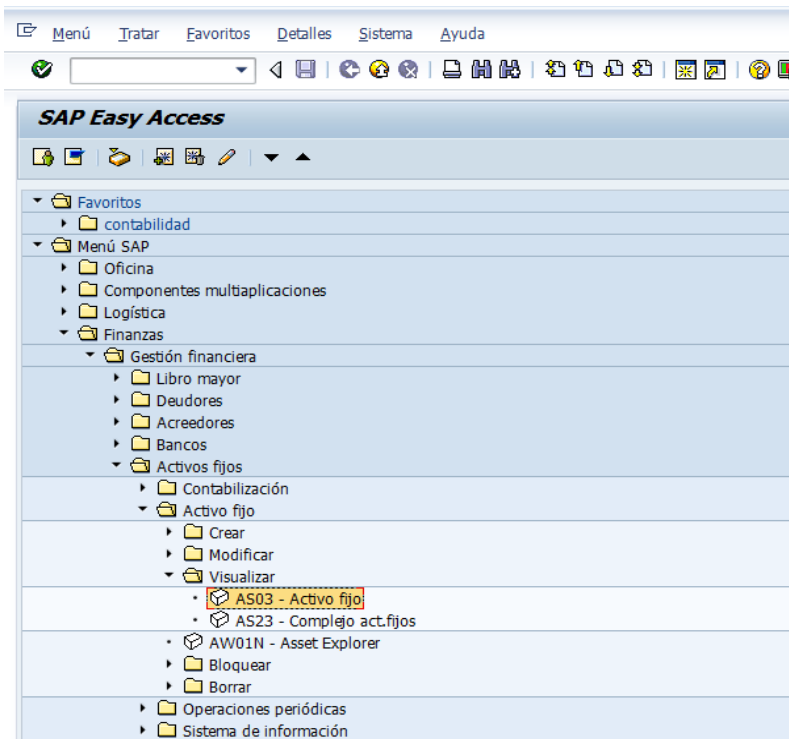 Menú Tratar Favoritos Detalles Sistema Ayuda
SAP Easy Access
Favoritos
contabilidad
Menú SAP
Oficina
Componentes multiaplicaciones
Logística
Finanzas
Gestión financiera
Libro mayor
Deudores
Acreedores
Bancos
Activos fijos
Contabilización
Activo fijo
Crear
Modificar
Visualizar
AS03 - Activo fijo
AS23 - Complejo act.fijos
AW01N - Asset Explorer
Bloquear
Borrar
Operaciones periódicas
Sistema de información